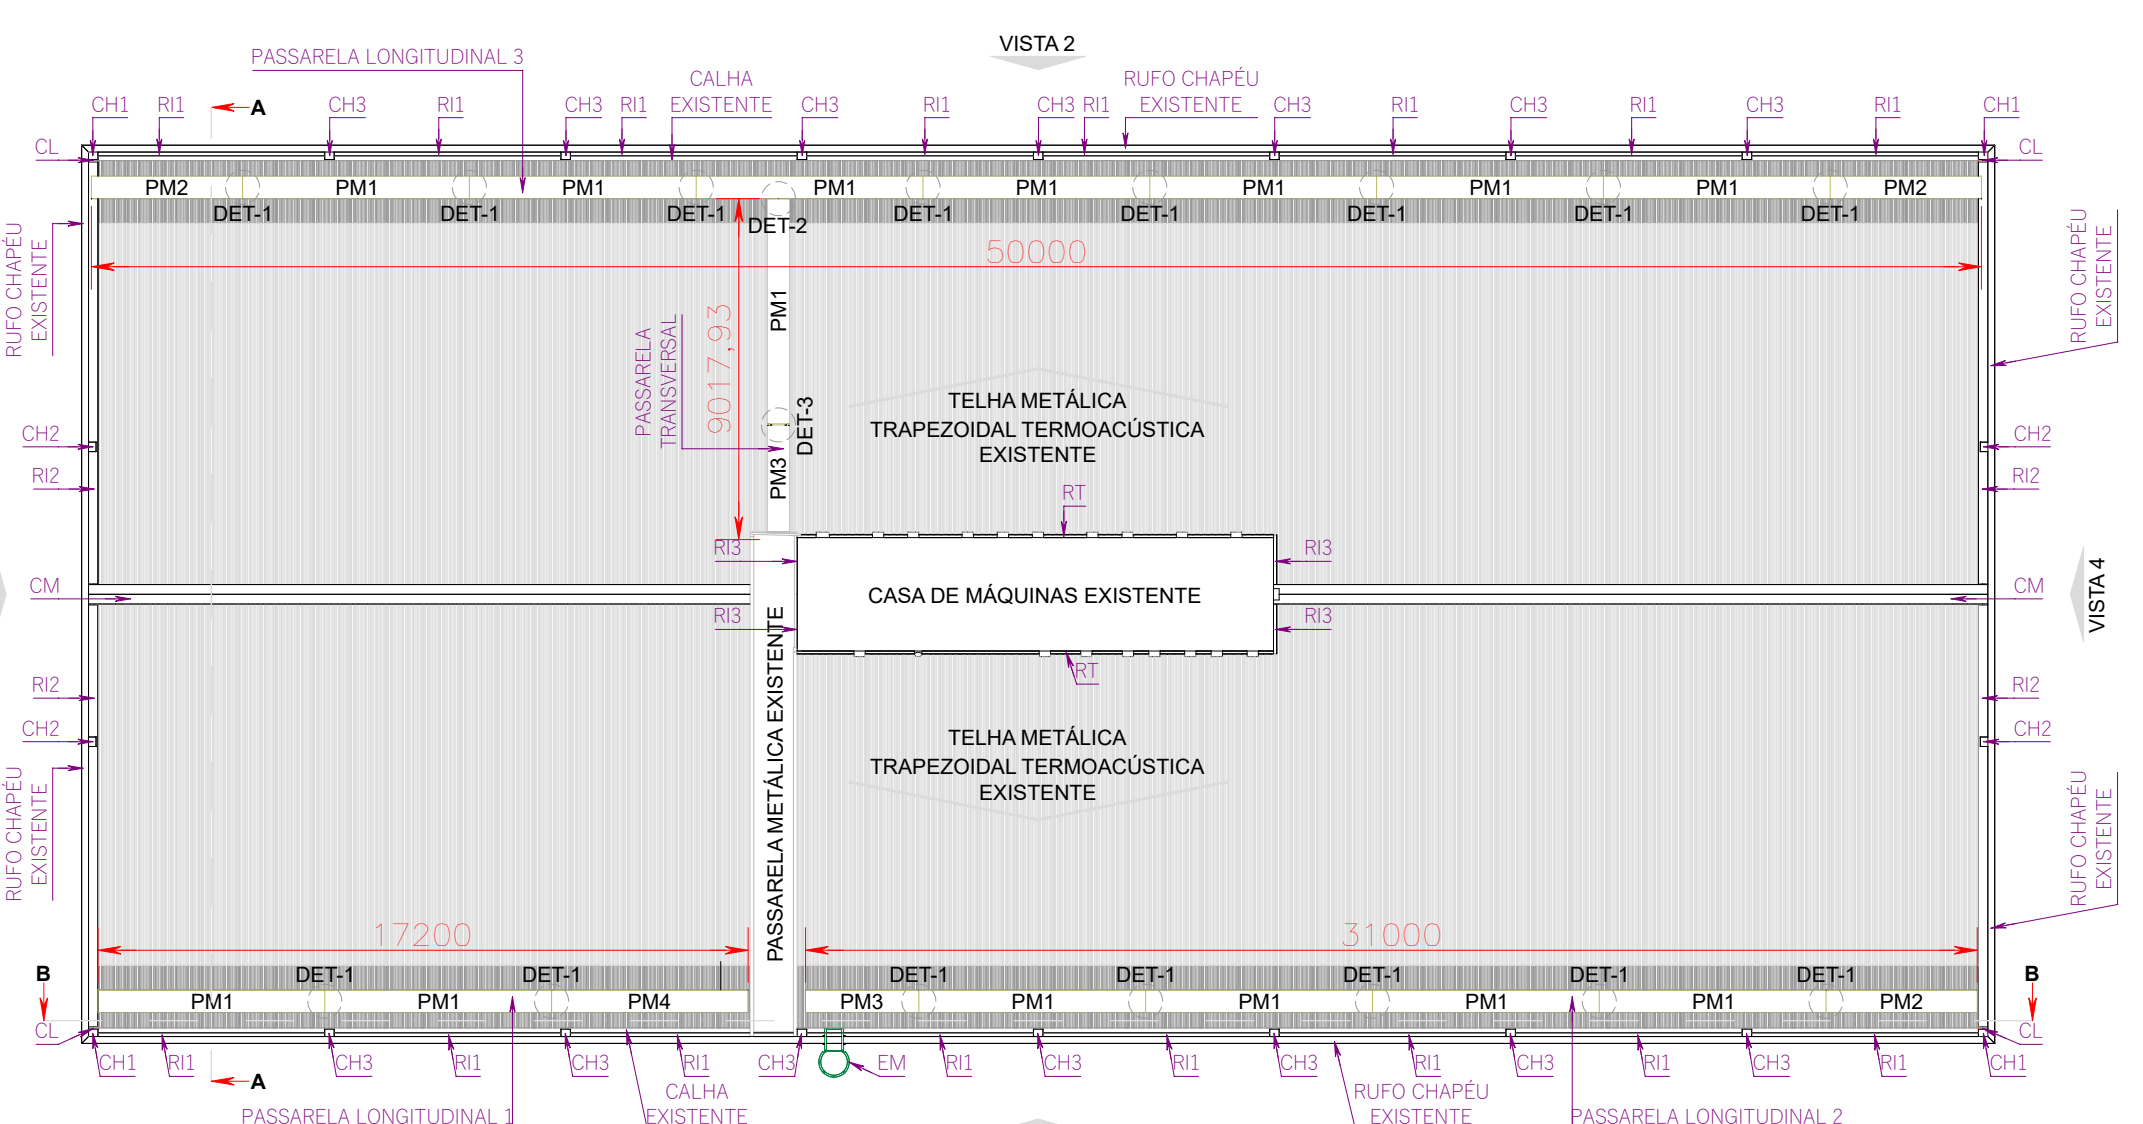 VISTA 2
PASSARELA LONGITUDINAL 3
CALHA
EXISTENTE
RUFO CHAPÉU
EXISTENTE
CH1 RI1 A CH3 RI1 CH3 RI1 CH3 RI1 CH3 RI1 CH3 RI1 CH3 RI1 CH3 RI1 CH1
CL CL
PM2 PM1 PM1 PM1 PM1 PM1 PM1 PM1 PM2
DET-1 DET-1 DET-1 DET-2 DET-1 DET-1 DET-1 DET-1 DET-1
RUFO CHAPÉU
EXISTENTE
50000
RUFO CHAPÉU
EXISTENTE
PM1
9017,93
PASSARELA
TRANSVERSAL
DET-3
PM3
TELHA METÁLICA
TRAPEZOIDAL TERMOACÚSTICA
EXISTENTE
CH2 CH2
RI2 RI2
RT
RI3 RI3
CM CASA DE MÁQUINAS EXISTENTE CM
VISTA 4
RI3 RI3
RT
PASSARELA METÁLICA EXISTENTE
RI2 RI2
CH2 CH2
TELHA METÁLICA
TRAPEZOIDAL TERMOACÚSTICA
EXISTENTE
RUFO CHAPÉU
EXISTENTE
RUFO CHAPÉU
EXISTENTE
17200 31000
B DET-1 DET-1 DET-1 DET-1 DET-1 DET-1 DET-1 B
PM1 PM1 PM4 PM3 PM1 PM1 PM1 PM1 PM2
CL CL
CH1 RI1 CH3 RI1 CH3 RI1 CH3 EM RI1 CH3 RI1 CH3 RI1 CH3 RI1 CH3 RI1 CH1
A
CALHA
EXISTENTE
RUFO CHAPÉU
EXISTENTE
PASSARELA LONGITUDINAL 1
PASSARELA LONGITUDINAL 2